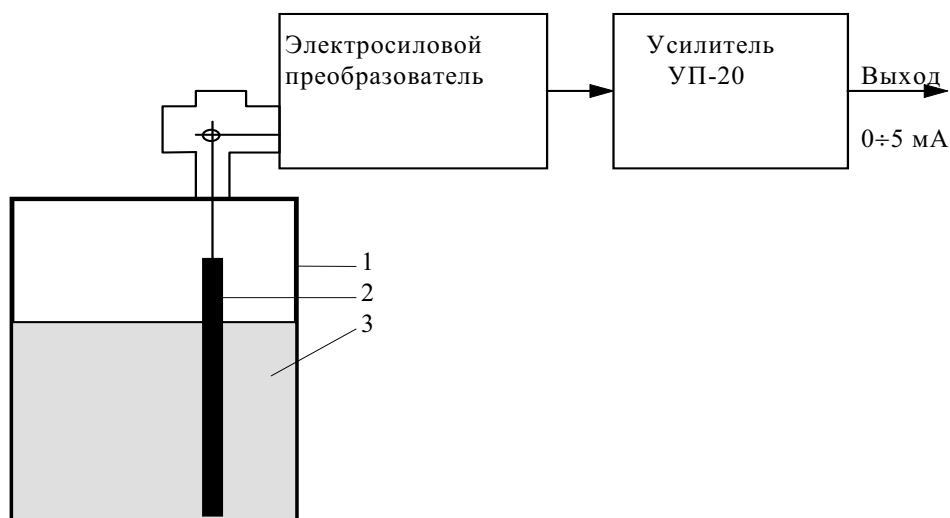 Электросиловой
преобразователь
Усилитель
УП-20
Выход
0÷5 мА
1
2
3